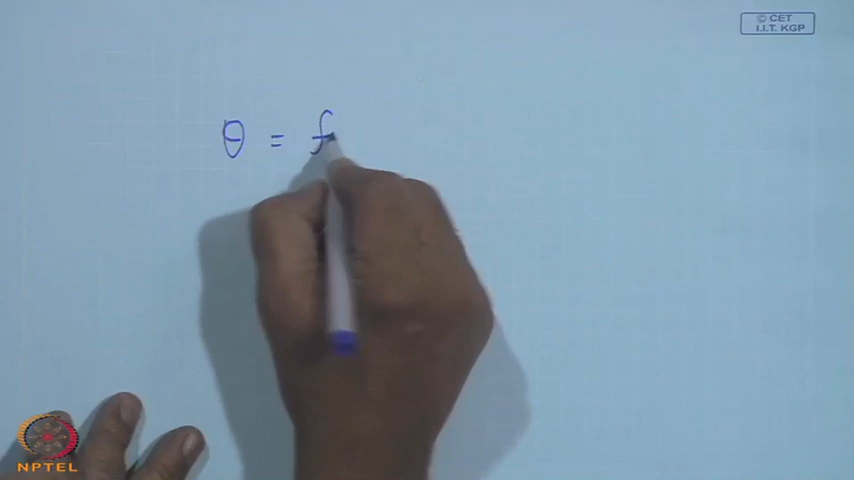 © CET
I.I.T. KGP
θ = f
NPTEL